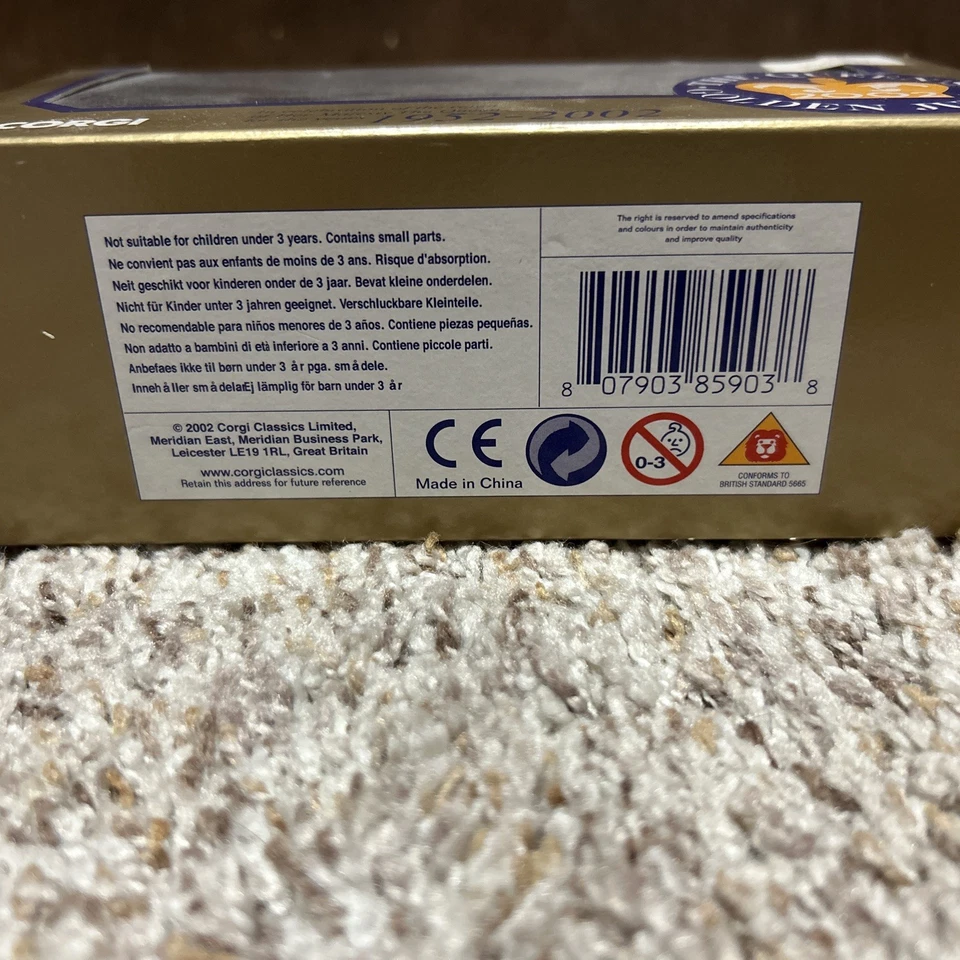 CORGI
1952-2002
GOLDEN
Not suitable for children under 3 years. Contains small parts.
Ne convient pas aux enfants de moins de 3 ans. Risque d'absorption.
Neit geschikt voor kinderen onder de 3 jaar. Bevat kleine onderdelen.
Nicht für Kinder unter 3 jahren geeignet. Verschluckbare Kleinteile.
No recomendable para niños menores de 3 años. Contiene piezas pequeñas.
Non adatto a bambini di età inferiore a 3 anni. Contiene piccole parti.
Anbefaes ikke til børn under 3 år pga. små dele.
Inneh åller små delarEj lämplig för barn under 3 år
The right is reserved to amend specifications
and colours in order to maintain authenticity
and improve quality
8 07903 85903 8
© 2002 Corgi Classics Limited,
Meridian East, Meridian Business Park,
Leicester LE19 1RL, Great Britain
www.corgiclassics.com
Retain this address for future reference
CE
Made in China
0-3
CONFORMS TO
BRITISH STANDARD 5665